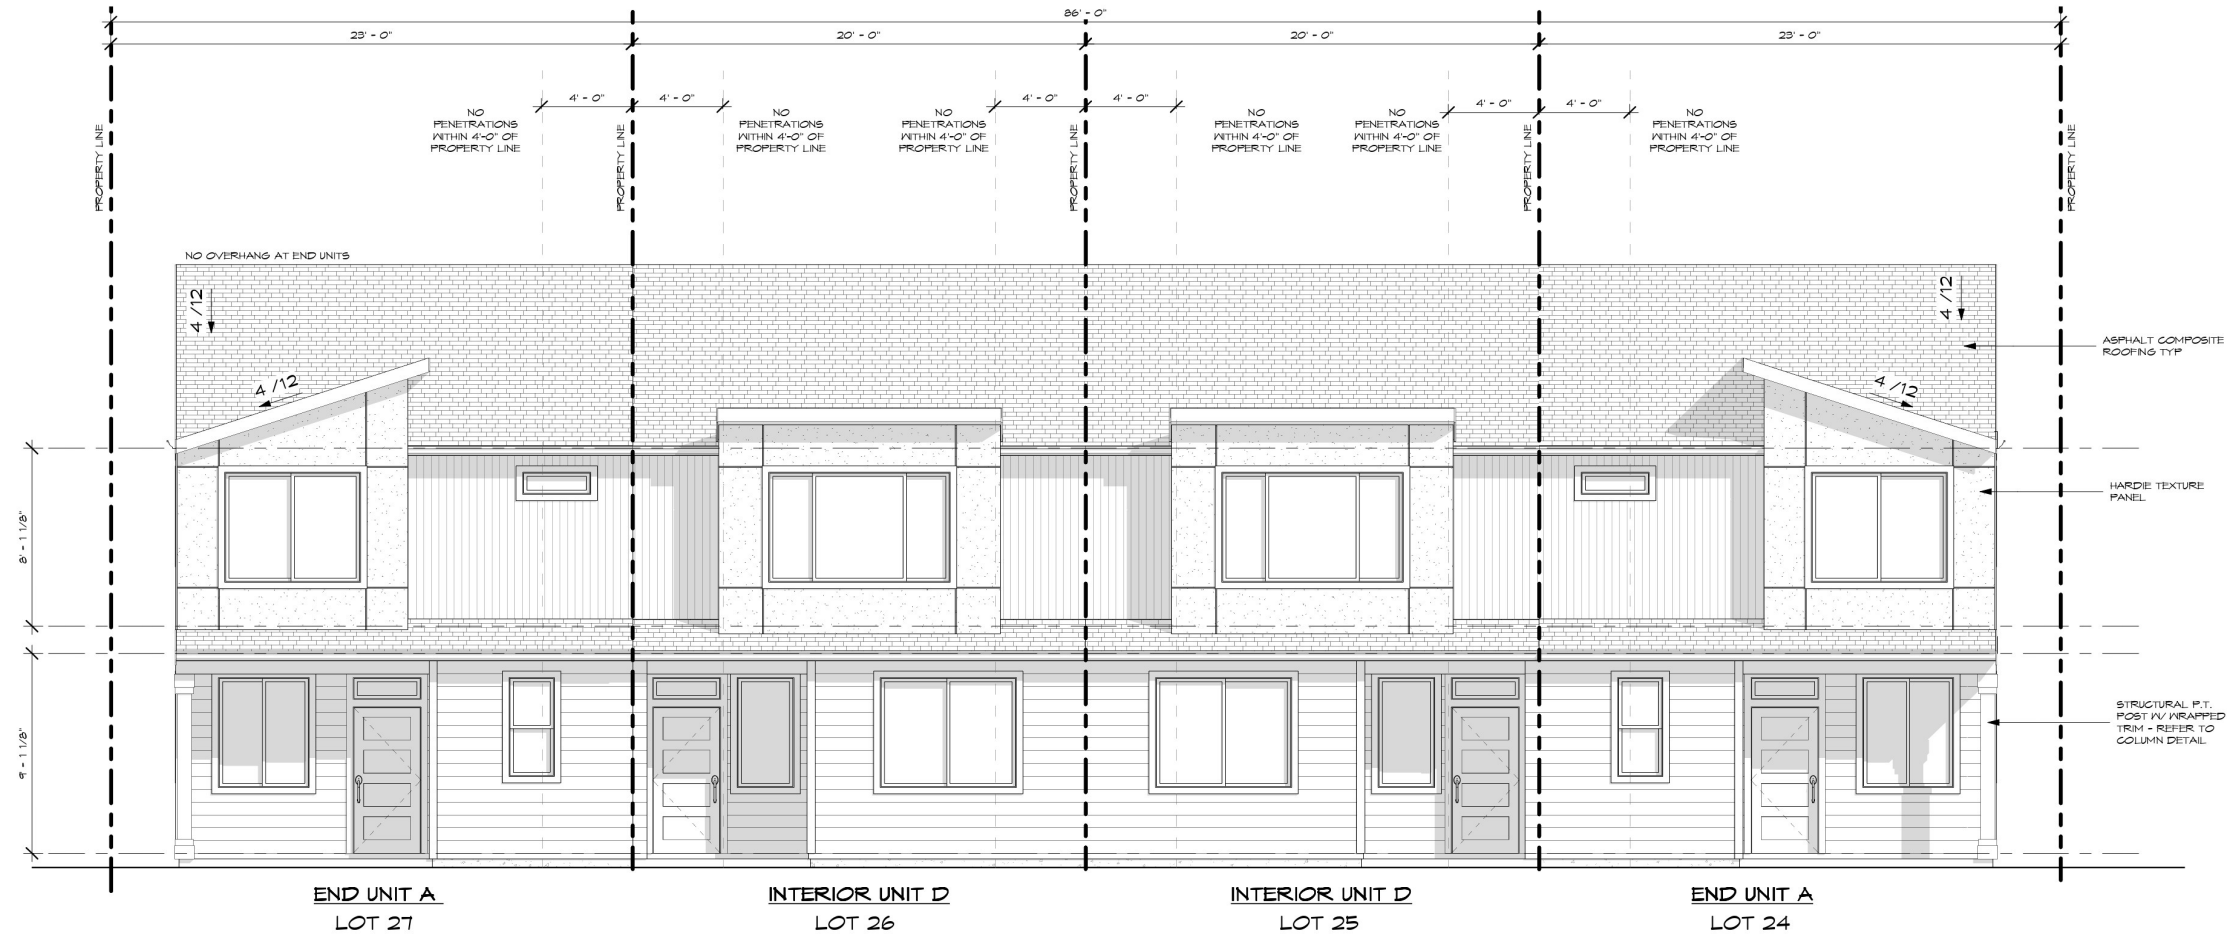 86' - 0"
23' - 0"
20' - 0"
20' - 0"
23' - 0"
4' - 0"
4' - 0"
4' - 0"
4' - 0"
4' - 0"
4' - 0"
NO
PENETRATIONS
WITHIN 4'-0" OF
PROPERTY LINE
NO
PENETRATIONS
WITHIN 4'-0" OF
PROPERTY LINE
NO
PENETRATIONS
WITHIN 4'-0" OF
PROPERTY LINE
NO
PENETRATIONS
WITHIN 4'-0" OF
PROPERTY LINE
NO
PENETRATIONS
WITHIN 4'-0" OF
PROPERTY LINE
NO
PENETRATIONS
WITHIN 4'-0" OF
PROPERTY LINE
PROPERTY LINE
PROPERTY LINE
PROPERTY LINE
PROPERTY LINE
PROPERTY LINE
NO OVERHANG AT END UNITS
4 /12
4 /12
4 /12
4 /12
ASPHALT COMPOSITE
ROOFING TYP
HARDIE TEXTURE
PANEL
8' - 1 1/8"
STRUCTURAL P.T.
POST W/ WRAPPED
TRIM - REFER TO
COLUMN DETAIL
9' - 1 1/8"
END UNIT A
LOT 27
INTERIOR UNIT D
LOT 26
INTERIOR UNIT D
LOT 25
END UNIT A
LOT 24